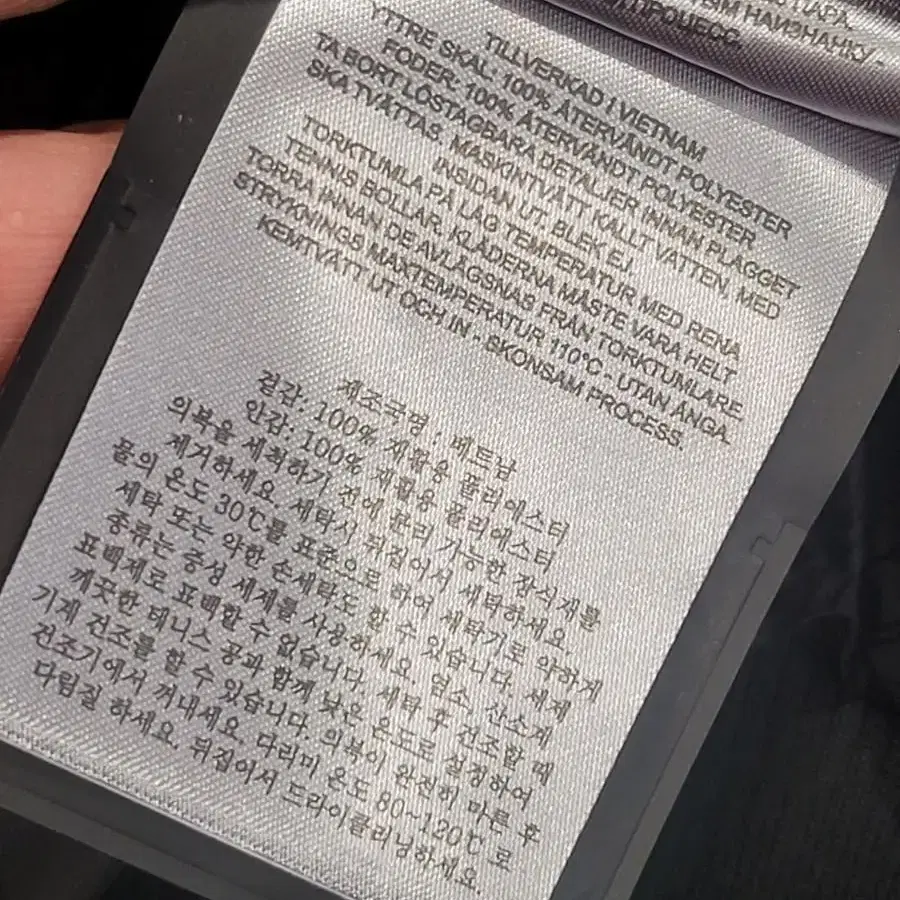 ПАРА.
НАИЗНАНКУ -
ПРОЦЕСС.
TILLVERKAD I VIETNAM
YTTRE SKAL: 100% ÅTERVÄNDT POLYESTER
FODER: 100% ÅTERVÄNDT POLYESTER
TA BORT LÖSTAGBARA DETALJER INNAN PLAGGET
SKA TVÄTTAS. MASKINTVÄTT KALLT VATTEN, MED
INSIDAN UT. BLEK EJ.
TORKTUMLA PÅ LÅG TEMPERATUR MED RENA
TENNIS BOLLAR. KLÄDERNA MÅSTE VARA HELT
TORRA INNAN DE AVLÄGSNAS FRÅN TORKTUMLARE.
STRYKNINGS MAXTEMPERATUR 110°C - UTAN ÅNGA.
KEMTVÄTT UT OCH IN - SKONSAM PROCESS.
제조국명 : 베트남
겉감: 100% 재활용 폴리에스터
안감: 100% 재활용 폴리에스터
의복을 세척하기 전에 분리 가능한 장식재를
제거하세요. 세탁시 뒤집어서 세탁하세요.
물의 온도 30℃를 표준으로 하여 세탁기로 약하게
세탁 또는 약한 손세탁도 할 수 있습니다. 세제
종류는 중성 세제를 사용하세요. 염소, 산소계
표백제로 표백할 수 없습니다. 세탁 후 건조할 때
깨끗한 테니스 공과 함께 낮은 온도로 설정하여
기계 건조를 할 수 있습니다. 의복이 완전히 마른 후
건조기에서 꺼내세요. 다리미 온도 80~120℃ 로
다림질 하세요. 뒤집어서 드라이클리닝하세요.